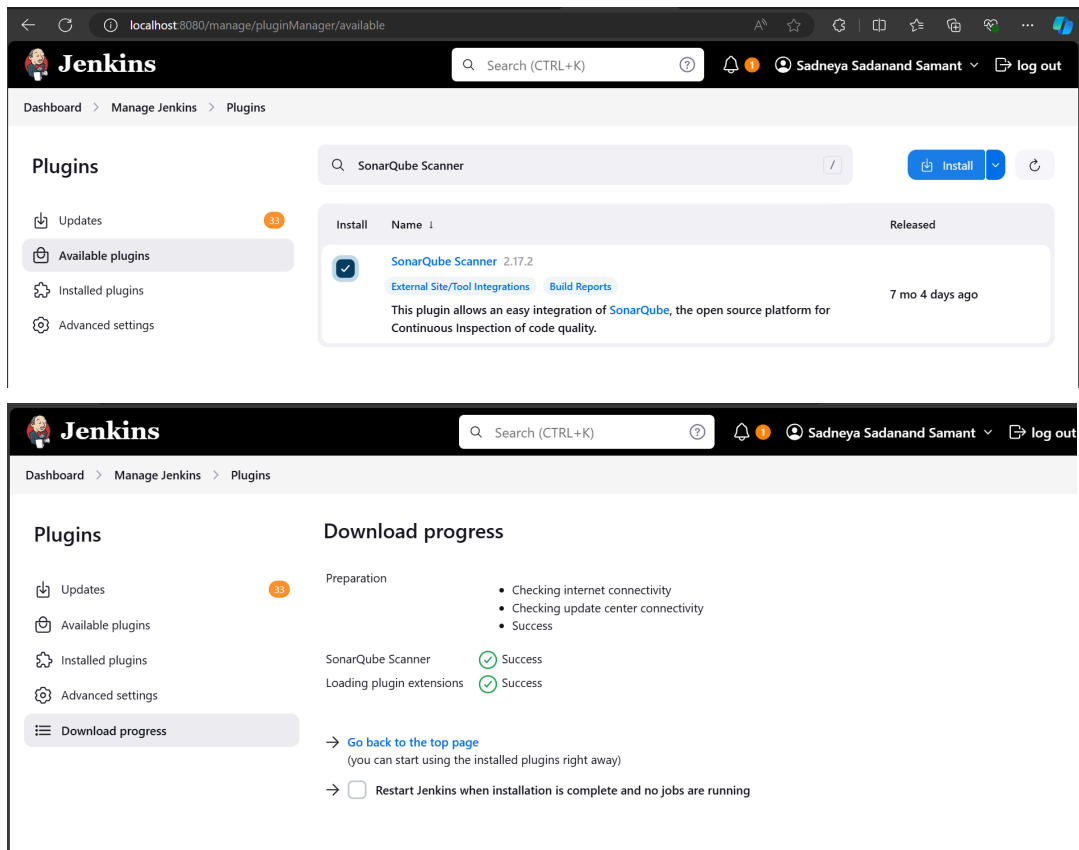 localhost:8080/manage/pluginManager/available
Jenkins
Search (CTRL+K)
1
Sadneya Sadanand Samant
log out
Dashboard > Manage Jenkins > Plugins
Plugins
SonarQube Scanner
/
Install
Updates
33
Available plugins
Installed plugins
Advanced settings
Install Name ↓ Released
SonarQube Scanner 2.17.2
External Site/Tool Integrations Build Reports
This plugin allows an easy integration of SonarQube, the open source platform for
Continuous Inspection of code quality.
7 mo 4 days ago
Jenkins
Search (CTRL+K)
1
Sadneya Sadanand Samant
log out
Dashboard > Manage Jenkins > Plugins
Plugins
Updates
33
Available plugins
Installed plugins
Advanced settings
Download progress
Download progress
Preparation
• Checking internet connectivity
• Checking update center connectivity
• Success
SonarQube Scanner Success
Loading plugin extensions Success
→ Go back to the top page
(you can start using the installed plugins right away)
→ Restart Jenkins when installation is complete and no jobs are running